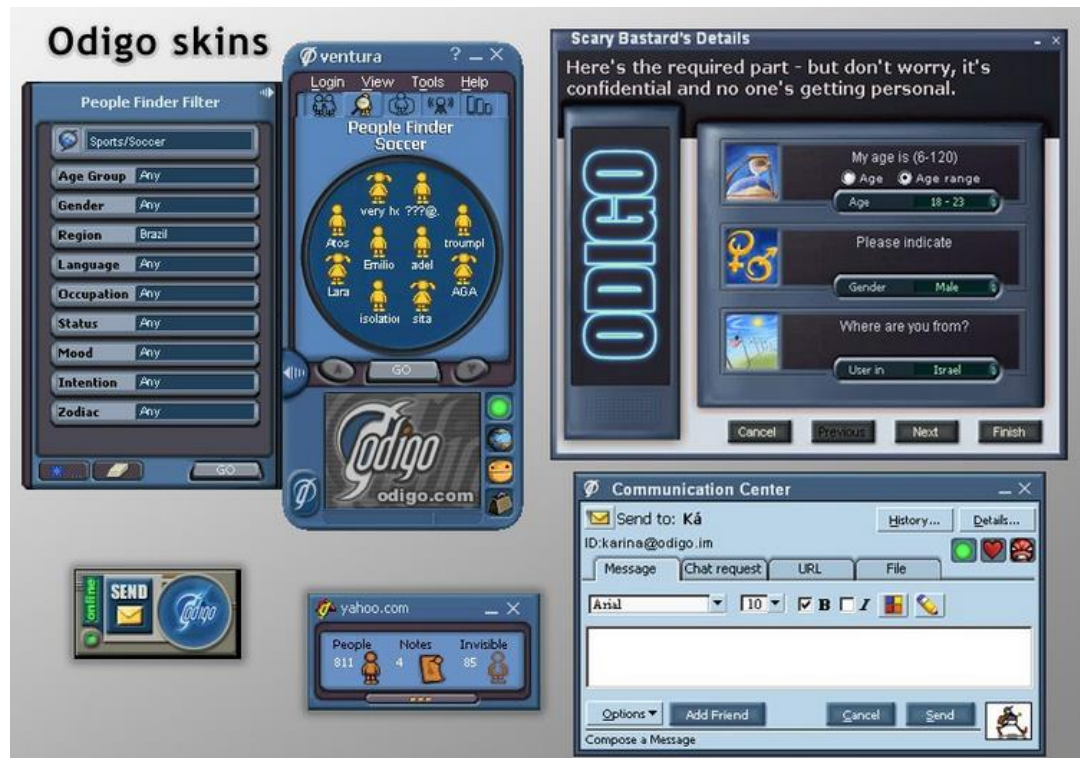 Odigo skins
People Finder Filter
Sports/Soccer
Age Group Any
Gender Any
Region Brazil
Language Any
Occupation Any
Status Any
Mood Any
Intention Any
Zodiac Any
GO
ventura ? _ X
Login View Tools Help
People Finder
Soccer
very ho ???@.
Atos troumpl
Emilio adel
Lara AGA
isolation sita
GO
odigo
odigo.com
Scary Bastard's Details
Here's the required part - but don't worry, it's
confidential and no one's getting personal.
ODIGO
My age is (6-120)
Age Age range
Age 18 - 23
Please indicate
Gender Male
Where are you from?
User in Israel
Cancel Previous Next Finish
online
SEND
odigo
yahoo.com
People Notes Invisible
811 4 85
Communication Center
Send to: Ká History... Details...
ID:karina@odigo.im
Message Chat request URL File
Arial 10 B I
Options Add Friend Cancel Send
Compose a Message